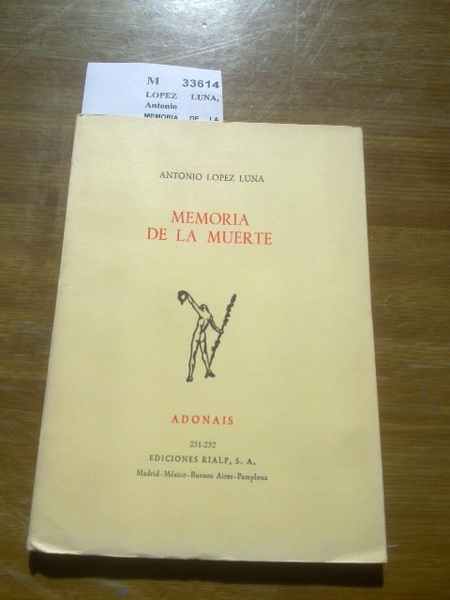 M 33614
LOPEZ LUNA,
Antonio
MEMORIA DE LA
ANTONIO LOPEZ LUNA
MEMORIA
DE LA MUERTE
ADONAIS
251-252
EDICIONES RIALP, S. A.
Madrid-México-Buenos Aires-Pamplona